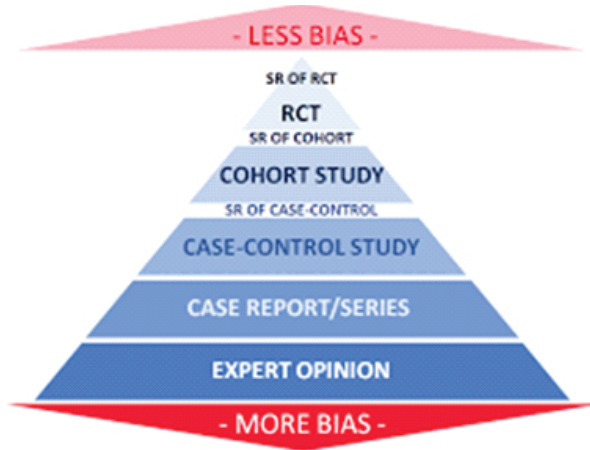 - LESS BIAS -
SR OF RCT
RCT
SR OF COHORT
COHORT STUDY
SR OF CASE-CONTROL
CASE-CONTROL STUDY
CASE REPORT/SERIES
EXPERT OPINION
- MORE BIAS -